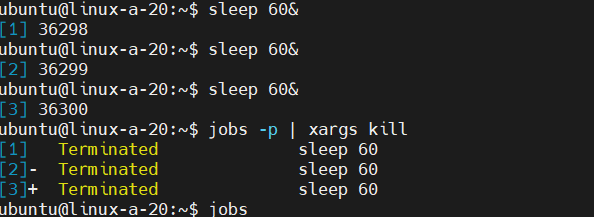 ubuntu@linux-a-20:~$ sleep 60&
[1] 36298
ubuntu@linux-a-20:~$ sleep 60&
[2] 36299
ubuntu@linux-a-20:~$ sleep 60&
[3] 36300
ubuntu@linux-a-20:~$ jobs -p | xargs kill
[1]   Terminated              sleep 60
[2]-  Terminated              sleep 60
[3]+  Terminated              sleep 60
ubuntu@linux-a-20:~$ jobs